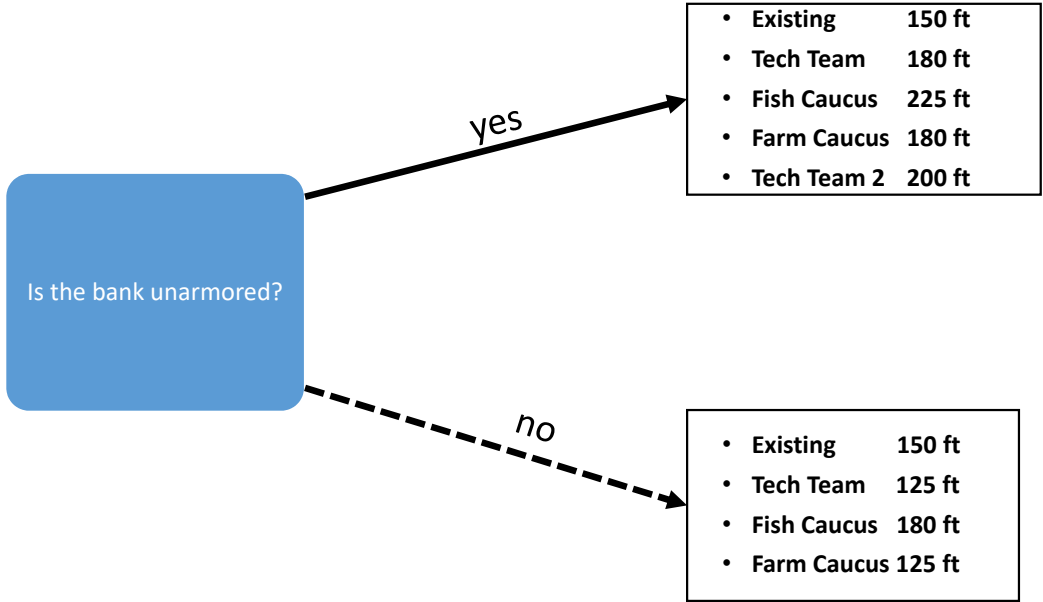 • Existing 150 ft
• Tech Team 180 ft
• Fish Caucus 225 ft
• Farm Caucus 180 ft
• Tech Team 2 200 ft
yes
Is the bank unarmored?
no
• Existing 150 ft
• Tech Team 125 ft
• Fish Caucus 180 ft
• Farm Caucus 125 ft